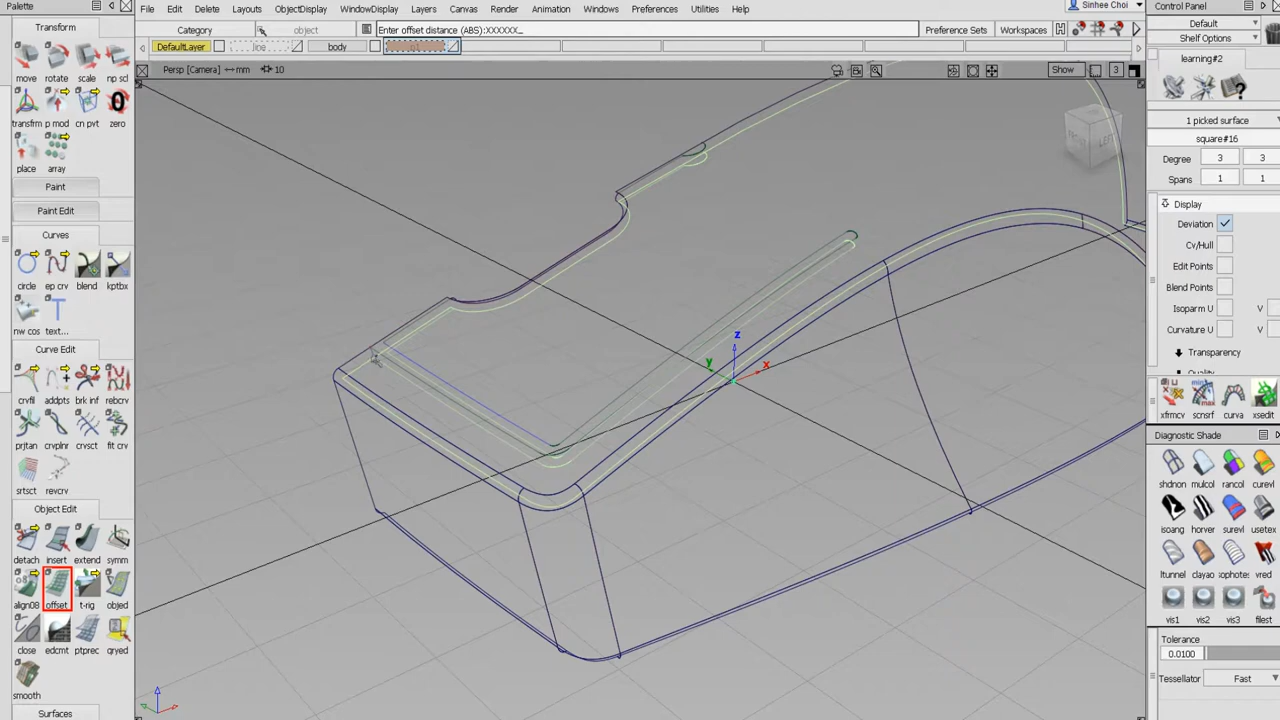 Palette
File Edit Delete Layouts ObjectDisplay WindowDisplay Layers Canvas Render Animation Windows Preferences Utilities Help
Sinhee Choi
Control Panel
Transform
Category
object
Enter offset distance (ABS):XXXXXX_
Preference Sets
Workspaces
Default
Shelf Options
DefaultLayer
body
Persp [Camera] mm 10
Show
3
learning#2
move rotate scale np scl
transfrm p mod cn pvt zero
place array
Paint
Paint Edit
Curves
circle ep crv blend kptbx
nw cos text...
Curve Edit
crvfil addpts brk inf rebcrv
prjtan crvplnr crvsct fit crv
srtsct revcrv
Object Edit
detach insert extend symm
align08 offset t-rig objed
close edcmt ptprec qryed
smooth
Surfaces
LEFT
z
y
x
1 picked surface
square#16
Degree 3 3
Spans 1 1
Display
Deviation
Cv/Hull
Edit Points
Blend Points
Isoparm U V
Curvature U V
Transparency
xfrmcv scnsrf curva xsedit
Diagnostic Shade
shdnon mulcol rancol curevl
isoang horver surevl usetex
ltunnel clayao sophotes vred
vis1 vis2 vis3 filest
Tolerance
0.0100
Tessellator Fast